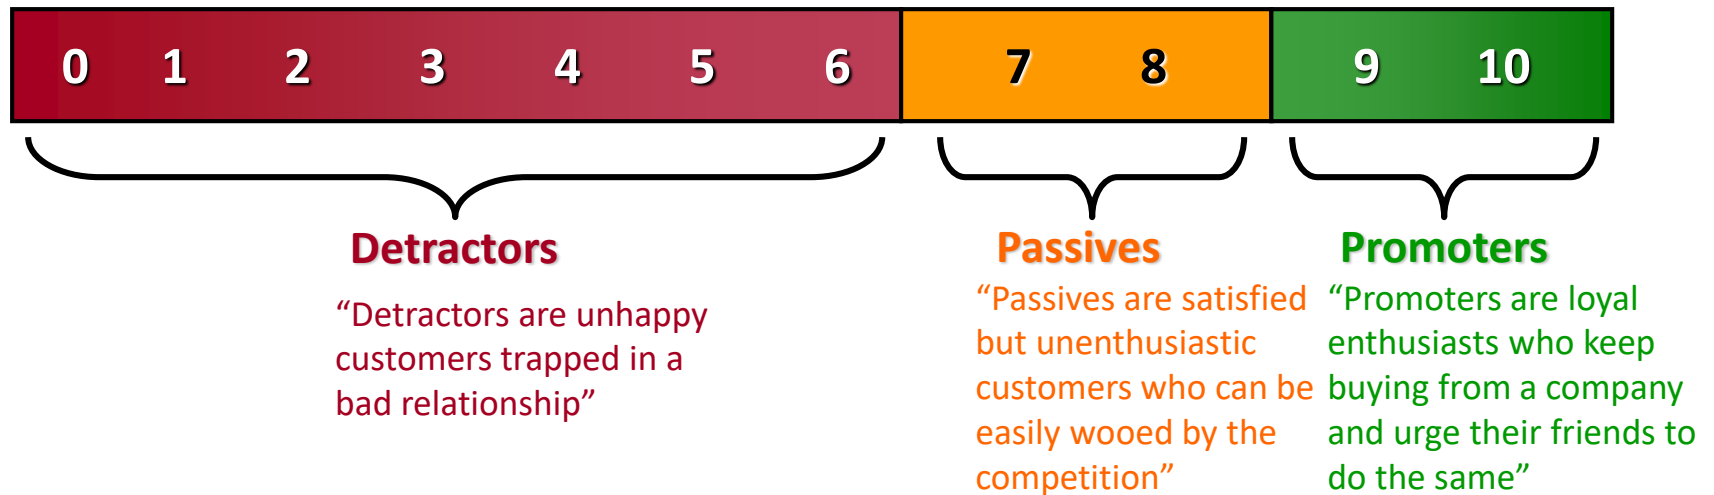 0 1 2 3 4 5 6 7 8 9 10
Detractors
“Detractors are unhappy
customers trapped in a
bad relationship”
Passives
“Passives are satisfied
but unenthusiastic
customers who can be
easily wooed by the
competition”
Promoters
“Promoters are loyal
enthusiasts who keep
buying from a company
and urge their friends to
do the same”